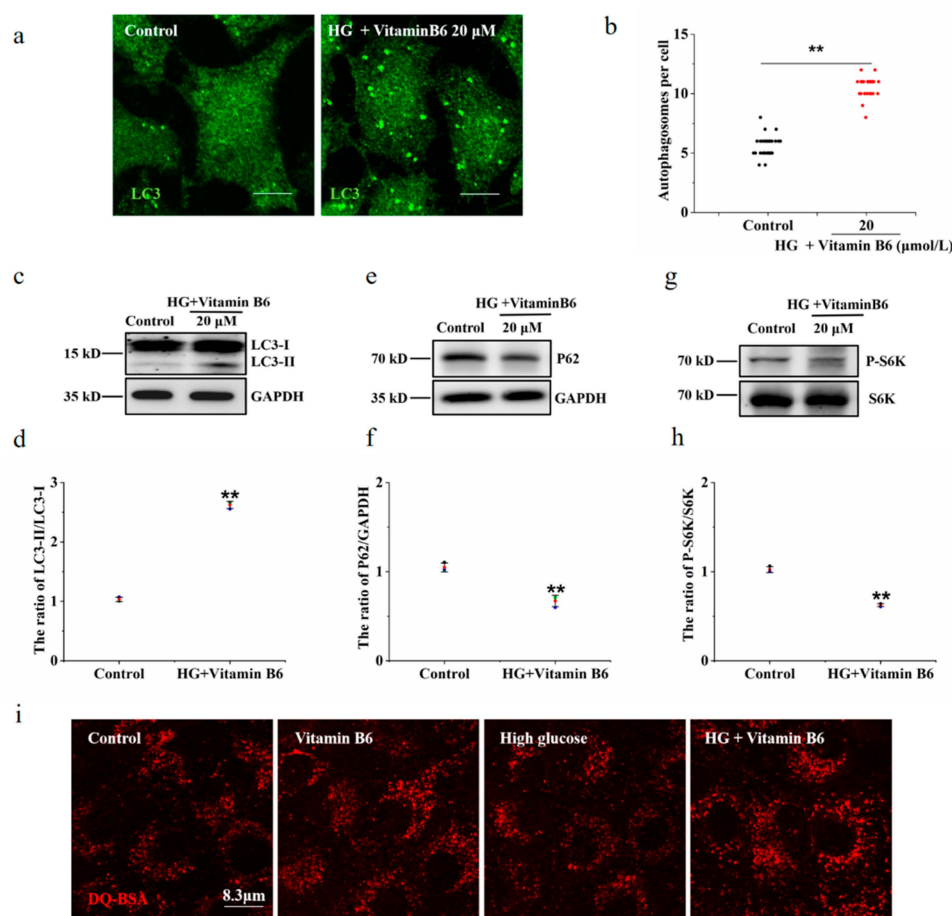 a
Control
HG + VitaminB6 20 μM
LC3
LC3
b
Autophagosomes per cell
15
10
5
0
**
Control
20
HG + Vitamin B6 (μmol/L)
c
HG+Vitamin B6
Control
20 μM
15 kD
LC3-I
LC3-II
35 kD
GAPDH
e
HG +VitaminB6
Control
20 μM
70 kD
P62
35 kD
GAPDH
g
HG +VitaminB6
Control
20 μM
70 kD
P-S6K
70 kD
S6K
d
The ratio of LC3-II/LC3-I
3
2
1
0
**
Control
HG+Vitamin B6
f
The ratio of P62/GAPDH
2
1
0
**
Control
HG+Vitamin B6
h
The ratio of P-S6K/S6K
2
1
0
**
Control
HG+Vitamin B6
i
Control
Vitamin B6
High glucose
HG + Vitamin B6
DQ-BSA
8.3μm